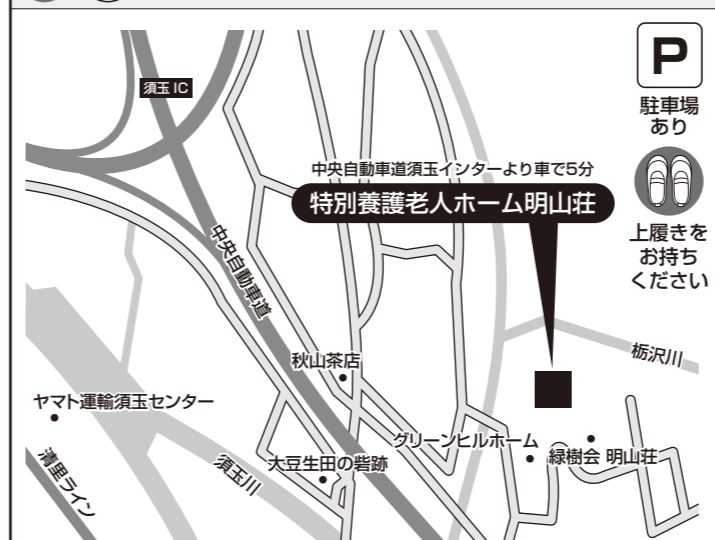 須玉 IC
P
駐車場
あり
中央自動車道須玉インターより車で5分
特別養護老人ホーム明山荘
上履きを
お持ち
ください
中央自動車道
栃沢川
秋山茶店
ヤマト運輸須玉センター
グリーンヒルホーム
緑樹会 明山荘
大豆生田の砦跡
須玉川
清里ライン